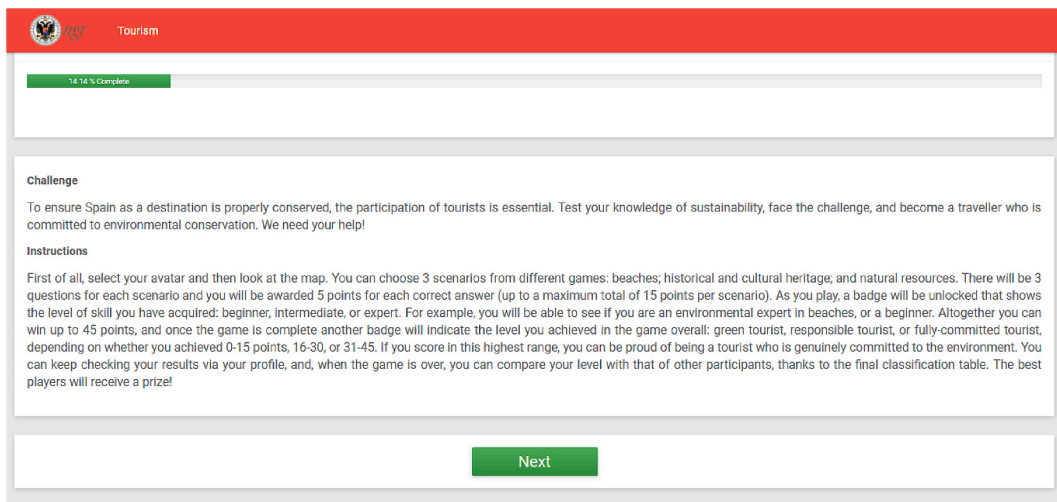 ugr Tourism
14.14 % Complete
Challenge
To ensure Spain as a destination is properly conserved, the participation of tourists is essential. Test your knowledge of sustainability, face the challenge, and become a traveller who is
committed to environmental conservation. We need your help!
Instructions
First of all, select your avatar and then look at the map. You can choose 3 scenarios from different games: beaches; historical and cultural heritage; and natural resources. There will be 3
questions for each scenario and you will be awarded 5 points for each correct answer (up to a maximum total of 15 points per scenario). As you play, a badge will be unlocked that shows
the level of skill you have acquired: beginner, intermediate, or expert. For example, you will be able to see if you are an environmental expert in beaches, or a beginner. Altogether you can
win up to 45 points, and once the game is complete another badge will indicate the level you achieved in the game overall: green tourist, responsible tourist, or fully-committed tourist,
depending on whether you achieved 0-15 points, 16-30, or 31-45. If you score in this highest range, you can be proud of being a tourist who is genuinely committed to the environment. You
can keep checking your results via your profile, and, when the game is over, you can compare your level with that of other participants, thanks to the final classification table. The best
players will receive a prize!
Next